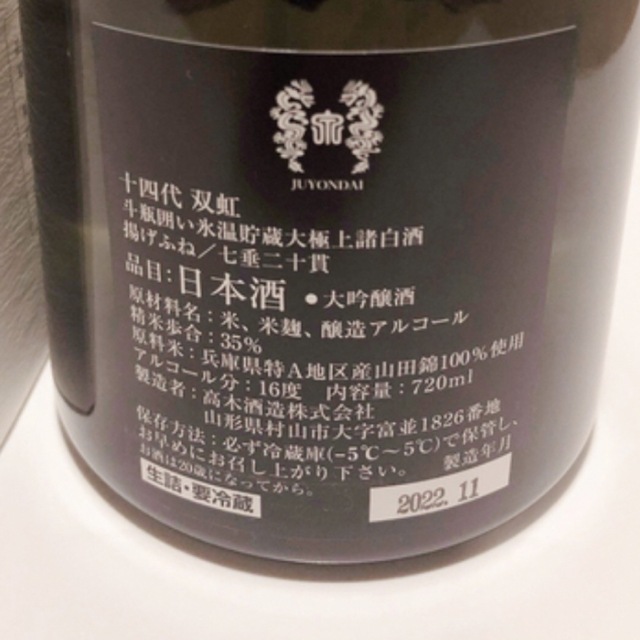 JUYONDAI
十四代 双虹
斗瓶囲い氷温貯蔵大極上諸白酒
揚げふね/七垂二十貫
品目:日本酒 ●大吟醸酒
原材料名:米、米麹、醸造アルコール
精米歩合:35%
原料米:兵庫県特A地区産山田錦100%使用
アルコール分:16度 内容量:720ml
製造者:高木酒造株式会社
山形県村山市大字富並1826番地
保存方法:必ず冷蔵庫(-5℃~5℃)で保管し、
お早めにお召し上がり下さい。
製造年月
お酒は20歳になってから。
生詰・要冷蔵
2022.11